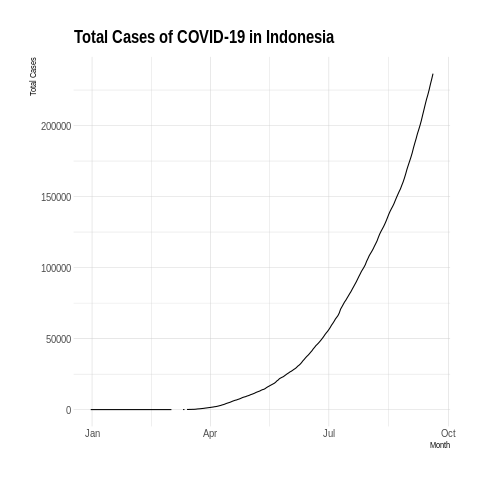 Total Cases of COVID-19 in Indonesia
Total Cases
200000
150000
100000
50000
0
Jan Apr Jul Oct
Month